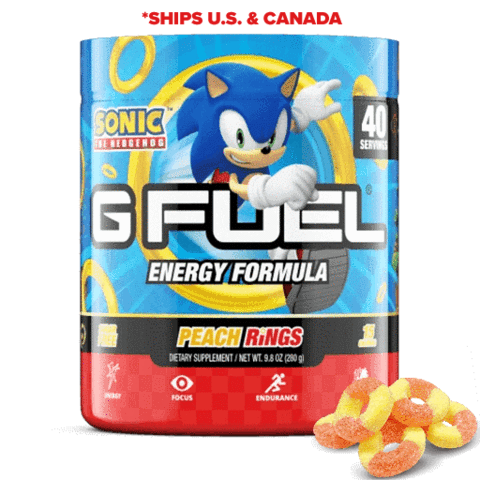 *SHIPS U.S. & CANADA
SONIC
THE HEDGEHOG
40
SERVINGS
G FUEL
ENERGY FORMULA
PEACH RINGS
DIETARY SUPPLEMENT / NET WT. 9.8 OZ (280 g)
ENERGY
FOCUS
ENDURANCE